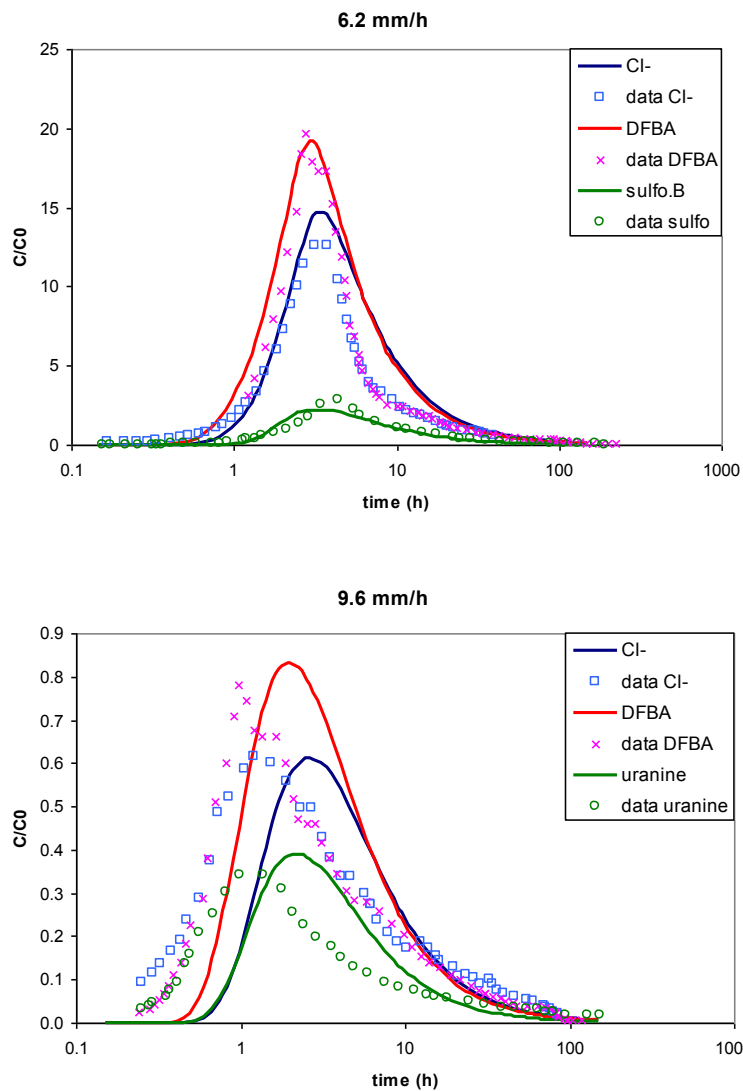 6.2 mm/h
25
20
15
10
5
0
C/C0
0.1 1 10 100 1000
time (h)
Cl-
data Cl-
DFBA
data DFBA
sulfo.B
data sulfo
9.6 mm/h
0.9
0.8
0.7
0.6
0.5
0.4
0.3
0.2
0.1
0.0
C/C0
0.1 1 10 100 100
time (h)
Cl-
data Cl-
DFBA
data DFBA
uranine
data uranine